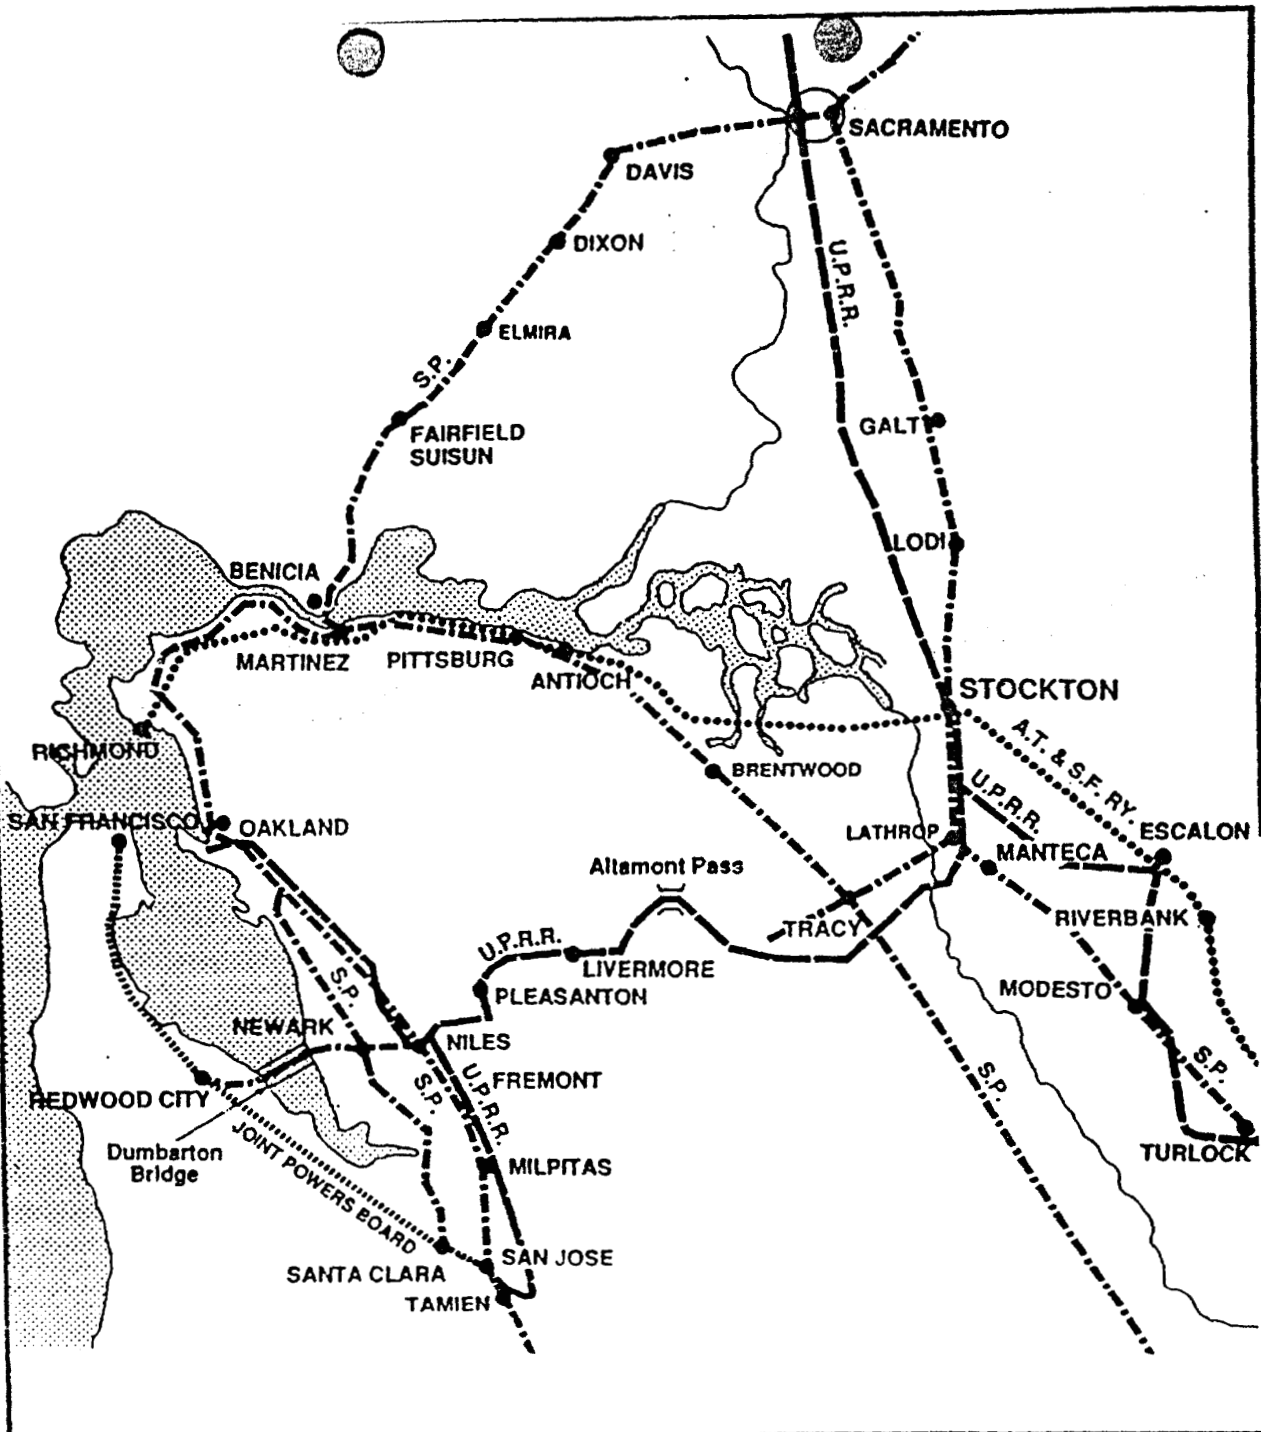 SACRAMENTO
DAVIS
DIXON
U.P.R.R.
ELMIRA
S.P.
FAIRFIELD
SUISUN
GALT
LODI
BENICIA
MARTINEZ
PITTSBURG
ANTIOCH
STOCKTON
RICHMOND
A.T. & S.F. RY.
BRENTWOOD
U.P.R.R.
SAN FRANCISCO
OAKLAND
LATHROP
ESCALON
MANTECA
Altamont Pass
RIVERBANK
TRACY
U.P.R.R.
LIVERMORE
S.P.
PLEASANTON
MODESTO
NEWARK
NILES
S.P.
S.P.
FREMONT
S.P.
U.P.R.R.
REDWOOD CITY
Dumbarton
Bridge
JOINT POWERS BOARD
TURLOCK
MILPITAS
SAN JOSE
SANTA CLARA
TAMIEN